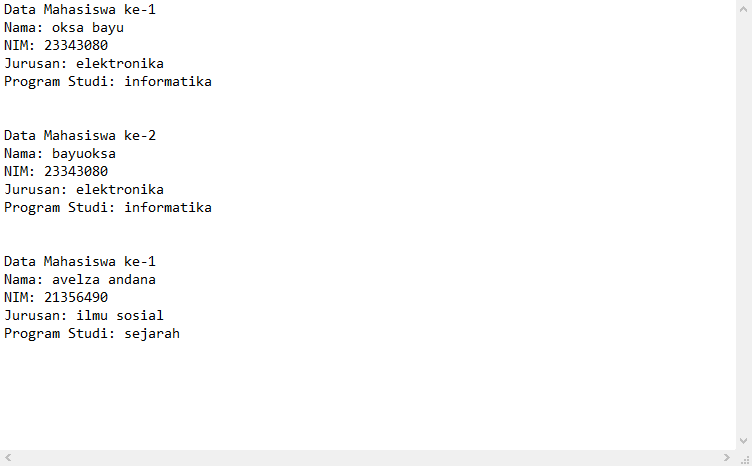 Data Mahasiswa ke-1
Nama: oksa bayu
NIM: 23343080
Jurusan: elektronika
Program Studi: informatika
Data Mahasiswa ke-2
Nama: bayuoksa
NIM: 23343080
Jurusan: elektronika
Program Studi: informatika
Data Mahasiswa ke-1
Nama: avelza andana
NIM: 21356490
Jurusan: ilmu sosial
Program Studi: sejarah